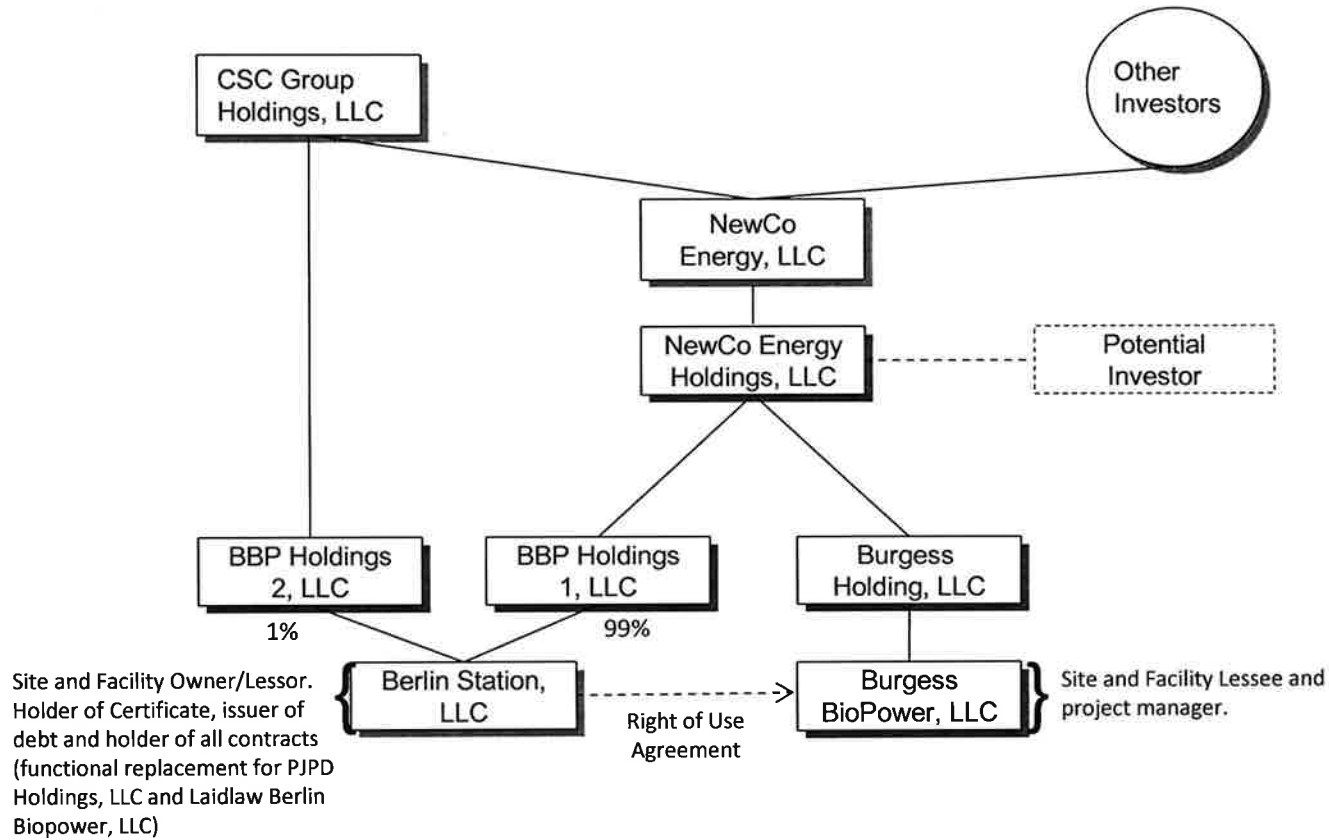 CSC Group
Holdings, LLC
Other
Investors
NewCo
Energy, LLC
NewCo Energy
Holdings, LLC
Potential
Investor
BBP Holdings
2, LLC
BBP Holdings
1, LLC
Burgess
Holding, LLC
1%
99%
Site and Facility Owner/Lessor.
Holder of Certificate, issuer of
debt and holder of all contracts
(functional replacement for PJPD
Holdings, LLC and Laidlaw Berlin
Biopower, LLC)
Berlin Station,
LLC
Right of Use
Agreement
Burgess
BioPower, LLC
Site and Facility Lessee and
project manager.